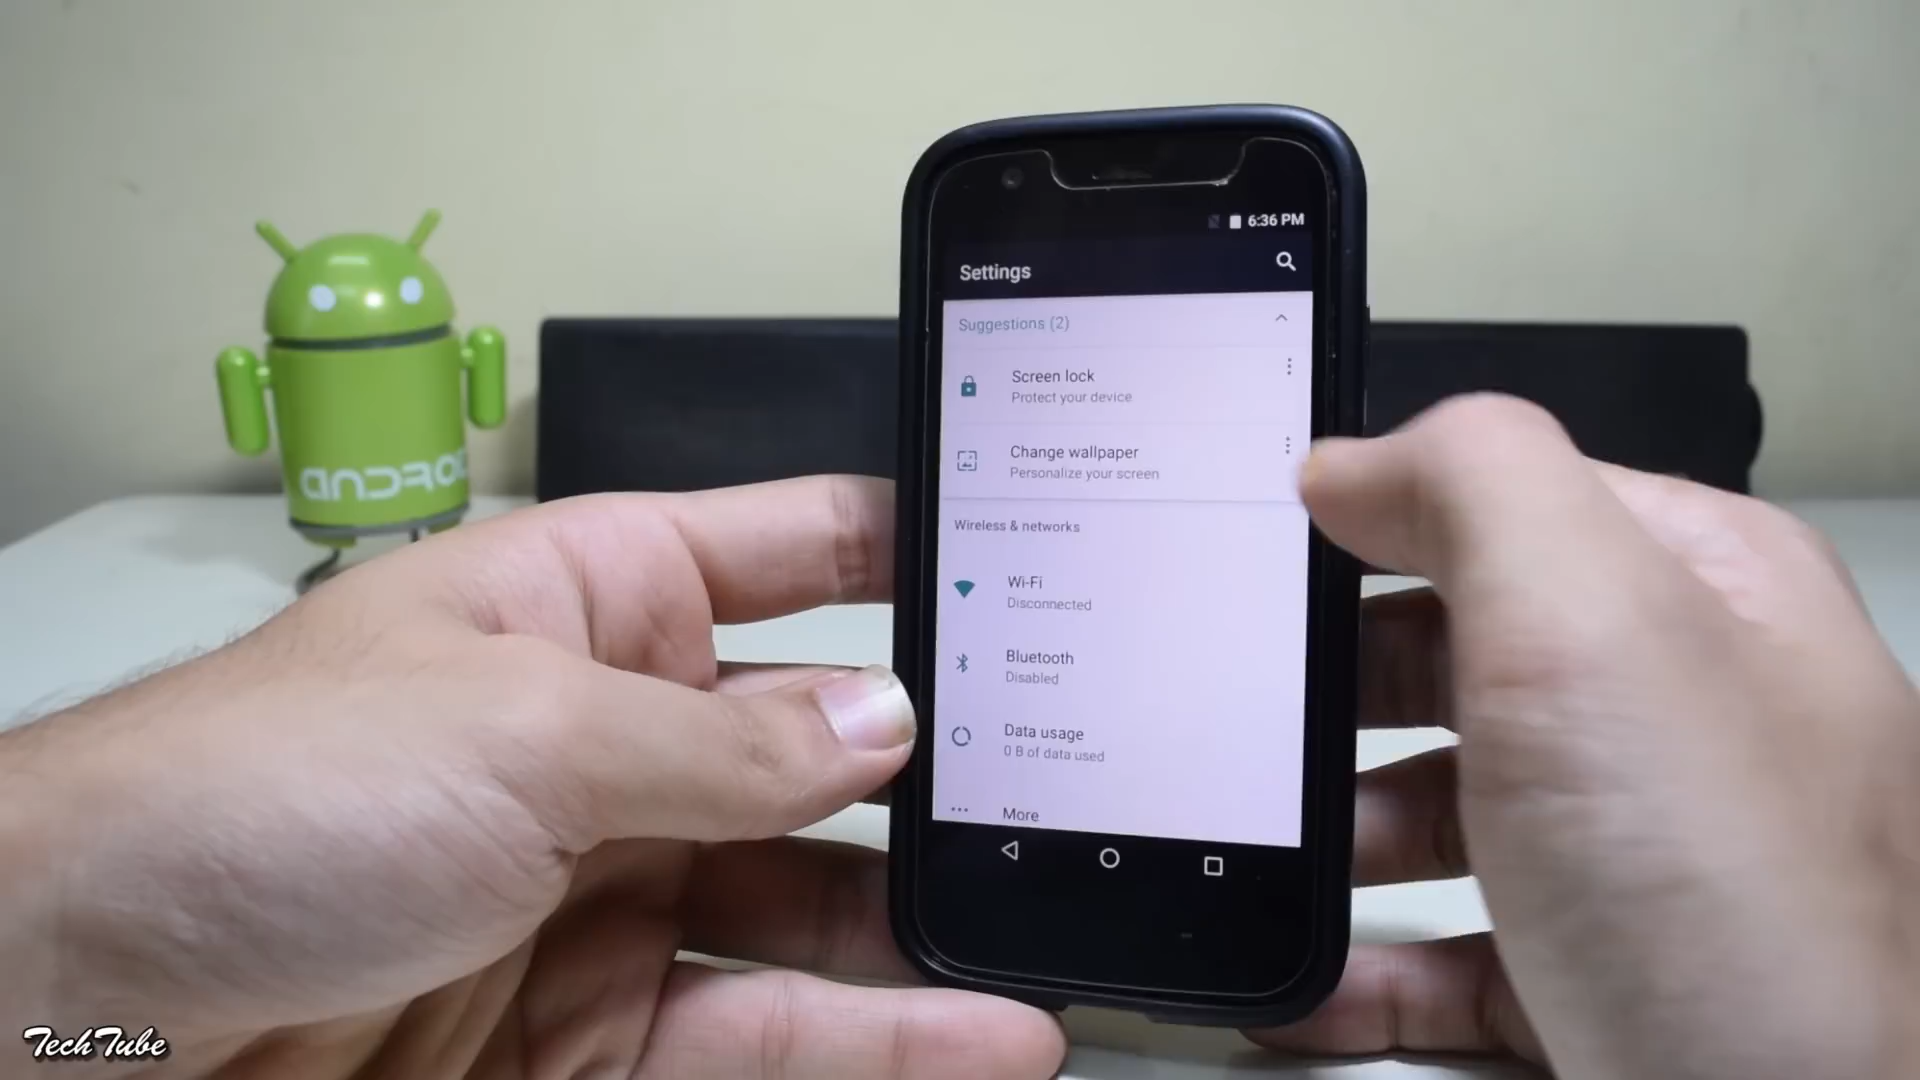 6:36 PM
Settings
Suggestions (2)
Screen lock
Protect your device
Change wallpaper
Personalize your screen
Wireless & networks
Wi-Fi
Disconnected
Bluetooth
Disabled
Data usage
0 B of data used
More
ANDRO
TechTube